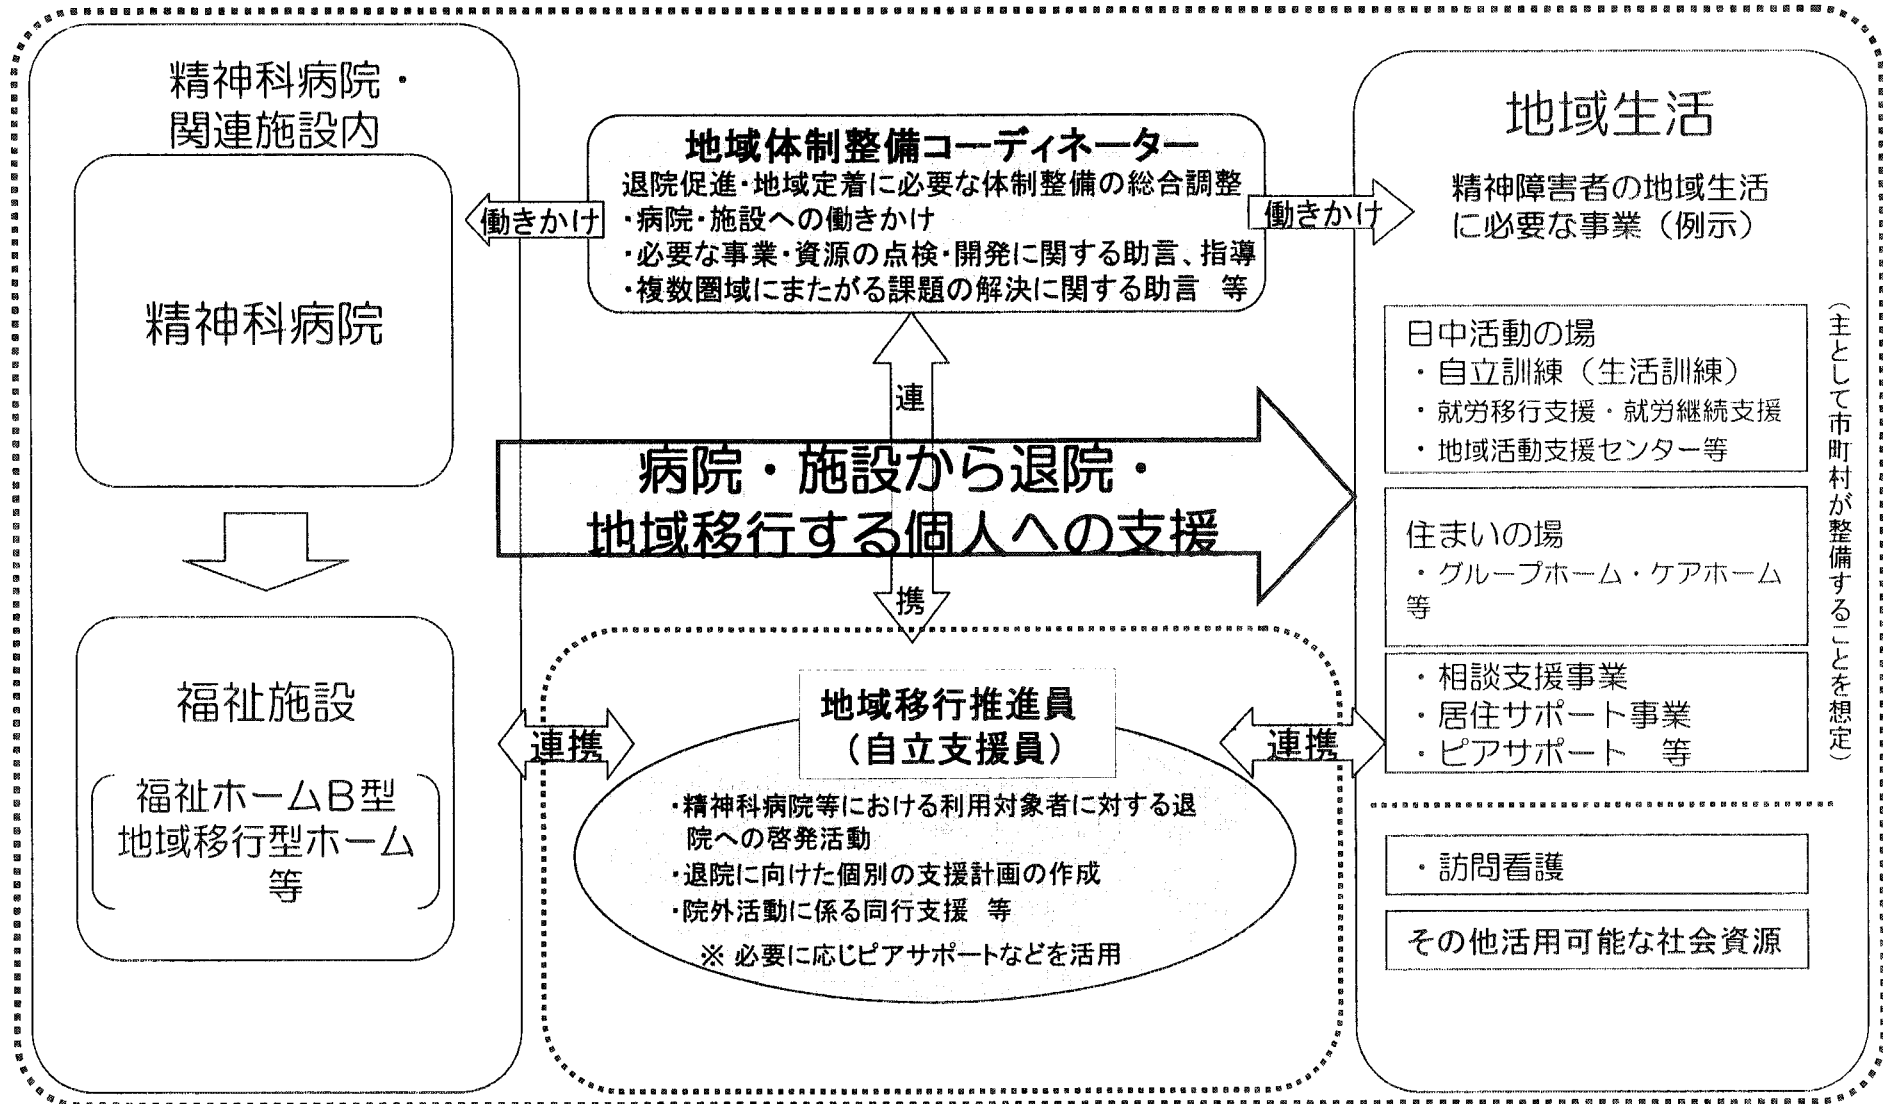 精神科病院・
関連施設内
精神科病院
福祉施設
福祉ホームB型
地域移行型ホーム
等
地域体制整備コーディネーター
退院促進・地域定着に必要な体制整備の総合調整
・病院・施設への働きかけ
・必要な事業・資源の点検・開発に関する助言、指導
・複数圏域にまたがる課題の解決に関する助言 等
働きかけ
働きかけ
連
携
病院・施設から退院・
地域移行する個人への支援
連携
連携
地域移行推進員
（自立支援員）
・精神科病院等における利用対象者に対する退
院への啓発活動
・退院に向けた個別の支援計画の作成
・院外活動に係る同行支援 等
※ 必要に応じピアサポートなどを活用
地域生活
精神障害者の地域生活
に必要な事業（例示）
日中活動の場
・自立訓練（生活訓練）
・就労移行支援・就労継続支援
・地域活動支援センター等
住まいの場
・グループホーム・ケアホーム
等
・相談支援事業
・居住サポート事業
・ピアサポート 等
（主として市町村が整備することを想定）
・訪問看護
その他活用可能な社会資源